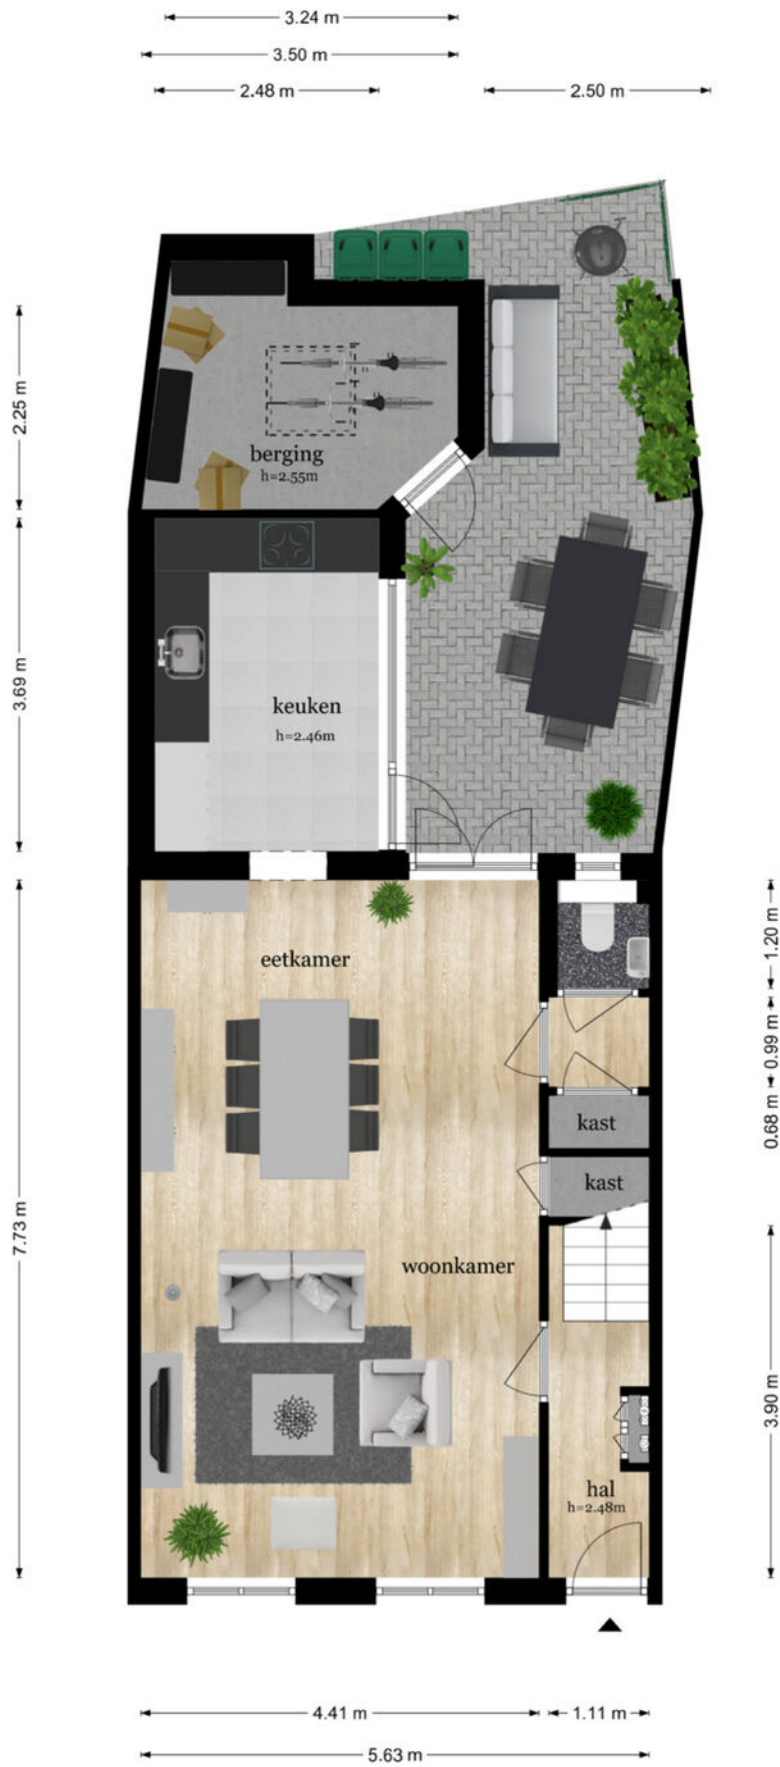 3.24 m
3.50 m
2.48 m
2.50 m
2.25 m
berging
h=2.55m
3.69 m
keuken
h=2.46m
eetkamer
1.20 m
0.99 m
0.68 m
kast
kast
7.73 m
woonkamer
3.90 m
hal
h=2.48m
4.41 m
1.11 m
5.63 m